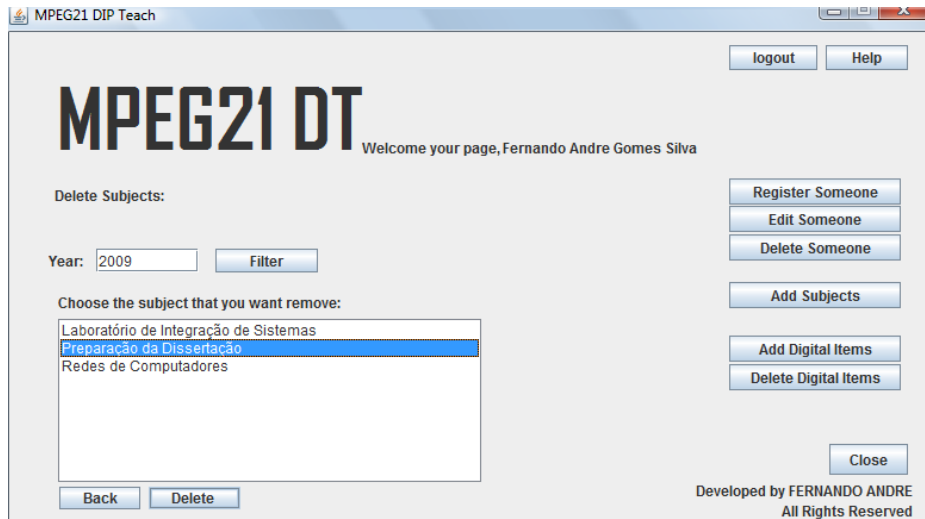 MPEG21 DIP Teach
logout Help
MPEG21 DT Welcome your page, Fernando Andre Gomes Silva
Delete Subjects:
Register Someone
Edit Someone
Delete Someone
Year: 2009 Filter
Add Subjects
Choose the subject that you want remove:
Laboratório de Integração de Sistemas
Preparação da Dissertação
Redes de Computadores
Add Digital Items
Delete Digital Items
Close
Back Delete
Developed by FERNANDO ANDRE
All Rights Reserved